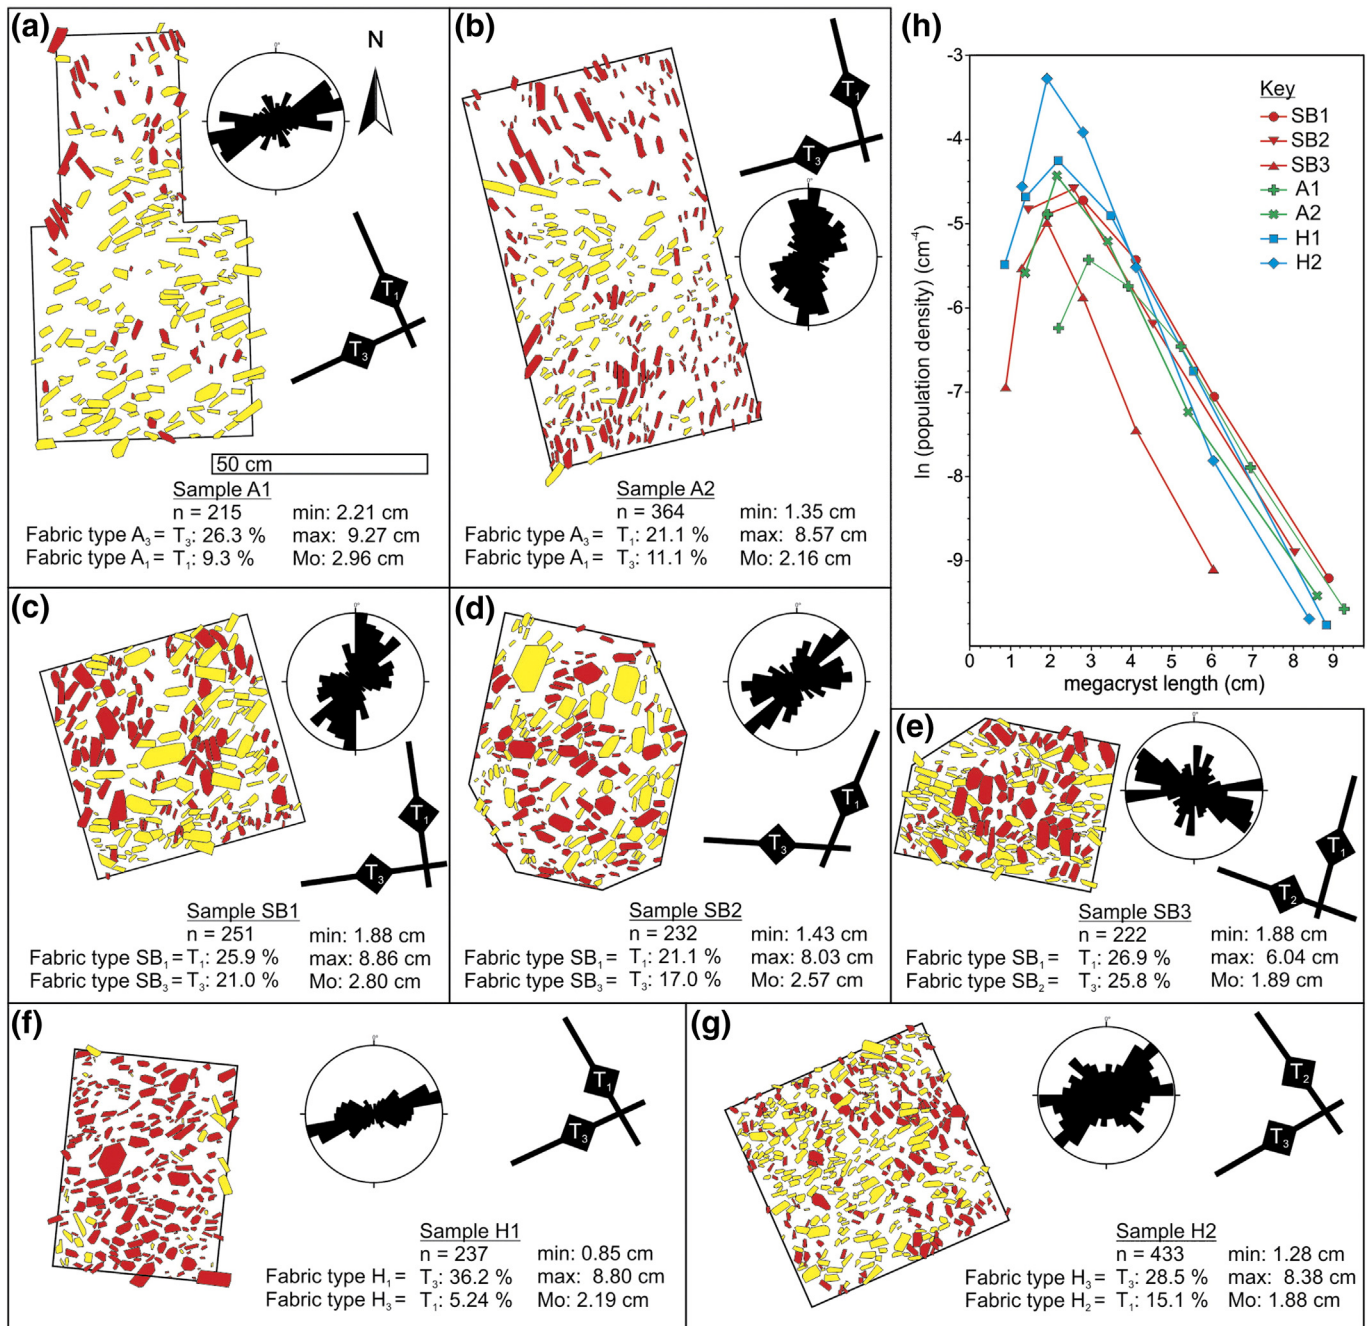 (a)
0°
N
T₁
T₃
50 cm
Sample A1
n = 215
min: 2.21 cm
Fabric type A₃ = T₃: 26.3 %
max: 9.27 cm
Fabric type A₁ = T₁: 9.3 %
Mo: 2.96 cm
(b)
T₁
T₃
0°
Sample A2
n = 364
min: 1.35 cm
Fabric type A₃ = T₁: 21.1 %
max: 8.57 cm
Fabric type A₁ = T₃: 11.1 %
Mo: 2.16 cm
(h)
-3
-4
-5
-6
-7
-8
-9
ln (population density) (cm⁻⁴)
0 1 2 3 4 5 6 7 8 9
megacryst length (cm)
Key
SB1
SB2
SB3
A1
A2
H1
H2
(c)
0°
T₁
T₃
Sample SB1
n = 251
min: 1.88 cm
Fabric type SB₁ = T₁: 25.9 %
max: 8.86 cm
Fabric type SB₃ = T₃: 21.0 %
Mo: 2.80 cm
(d)
0°
T₁
T₃
Sample SB2
n = 232
min: 1.43 cm
Fabric type SB₁ = T₁: 21.1 %
max: 8.03 cm
Fabric type SB₃ = T₃: 17.0 %
Mo: 2.57 cm
(e)
0°
T₁
T₂
Sample SB3
n = 222
min: 1.88 cm
Fabric type SB₁ = T₁: 26.9 %
max: 6.04 cm
Fabric type SB₂ = T₃: 25.8 %
Mo: 1.89 cm
(f)
0°
T₁
T₃
Sample H1
n = 237
min: 0.85 cm
Fabric type H₁ = T₃: 36.2 %
max: 8.80 cm
Fabric type H₃ = T₁: 5.24 %
Mo: 2.19 cm
(g)
0°
T₂
T₃
Sample H2
n = 433
min: 1.28 cm
Fabric type H₃ = T₃: 28.5 %
max: 8.38 cm
Fabric type H₂ = T₁: 15.1 %
Mo: 1.88 cm